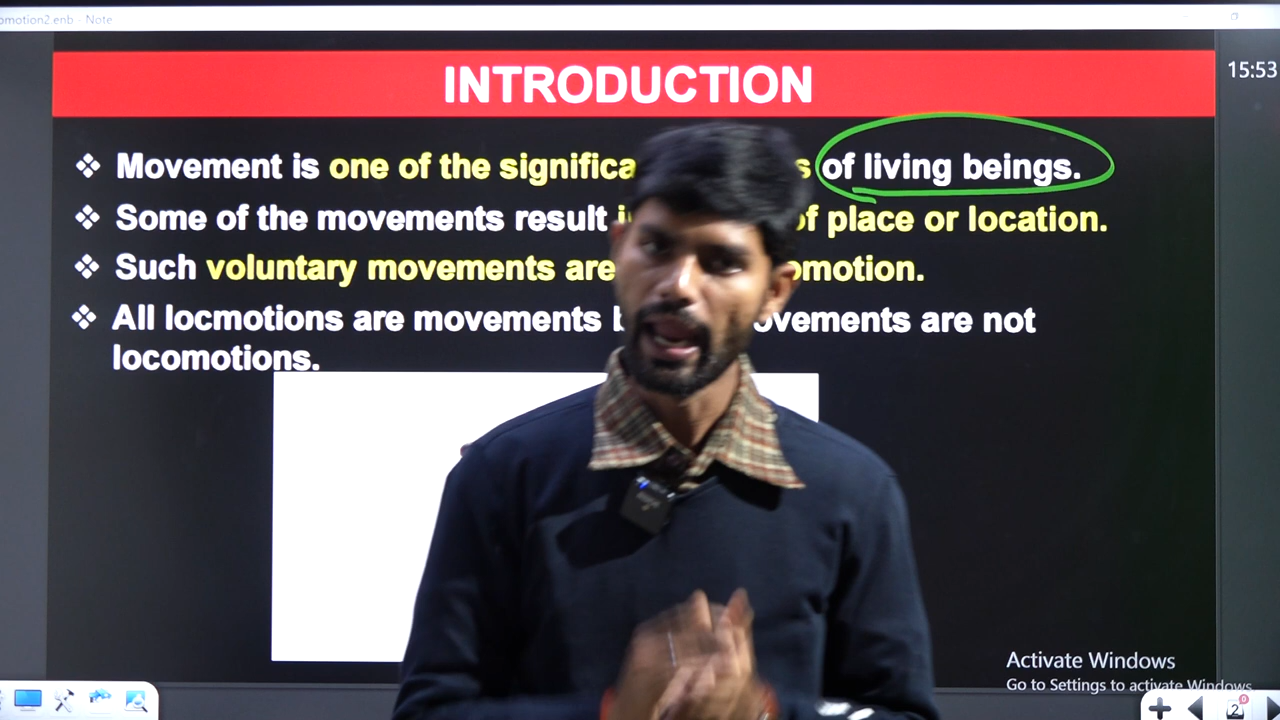 omotion2.enb - Note
15:53
INTRODUCTION
❖ Movement is one of the significa s of living beings.
❖ Some of the movements result of place or location.
❖ Such voluntary movements are omotion.
❖ All locmotions are movements b ovements are not
locomotions.
Activate Windows
Go to Settings to activate Windows.
2